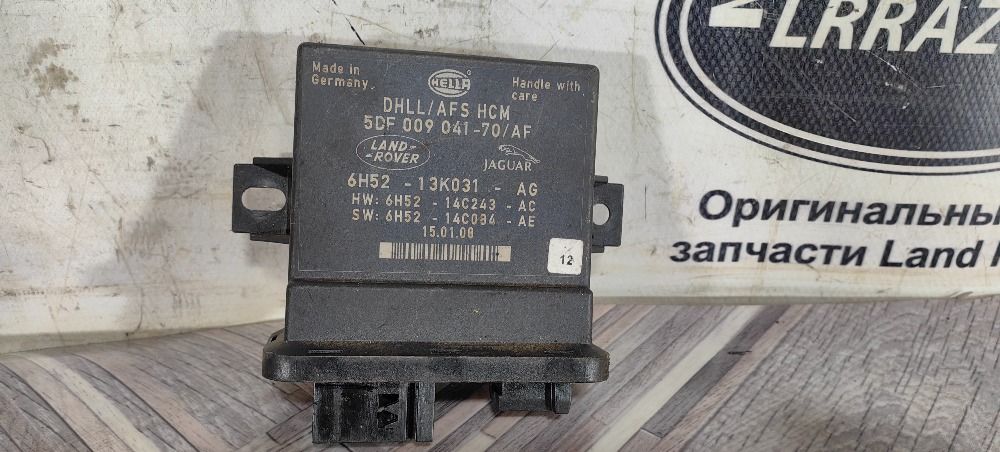 Made in
Germany
HELLA
Handle with
care
DHLL/AFS HCM
5DF 009 041-70/AF
LAND-
-ROVER
JAGUAR
6H52 - 13K031 - AG
HW: 6H52 - 14C243 - AC
SW: 6H52 - 14C084 - AE
15.01.08
12
LRRAZ
Оригинальны
запчасти Land